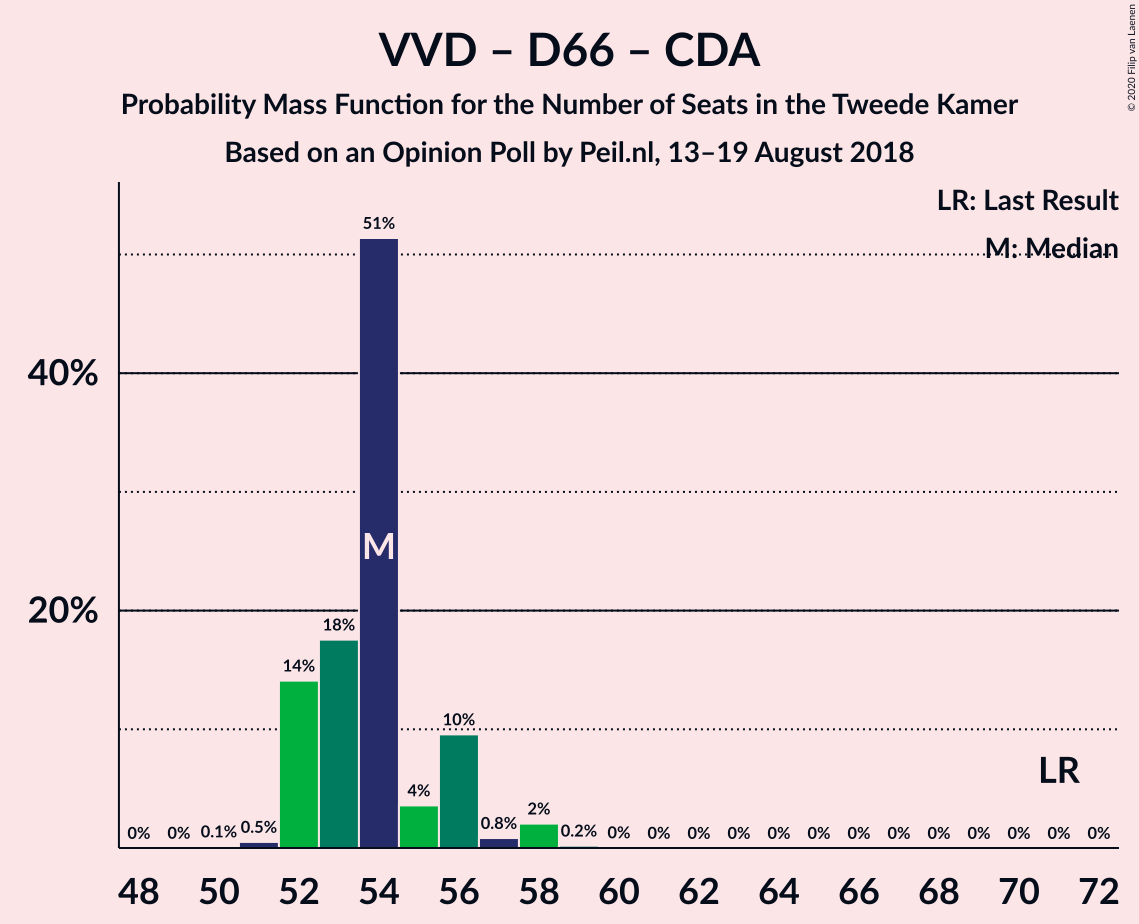 VVD – D66 – CDA
Probability Mass Function for the Number of Seats in the Tweede Kamer
Based on an Opinion Poll by Peil.nl, 13–19 August 2018
© 2020 Filip van Laenen
LR: Last Result
M: Median
51%
40%
M
20%
18%
14%
10%
LR
4%
2%
0% 0% 0.1% 0.5% 0.8% 0.2% 0% 0% 0% 0% 0% 0% 0% 0% 0% 0% 0% 0% 0%
48 50 52 54 56 58 60 62 64 66 68 70 72